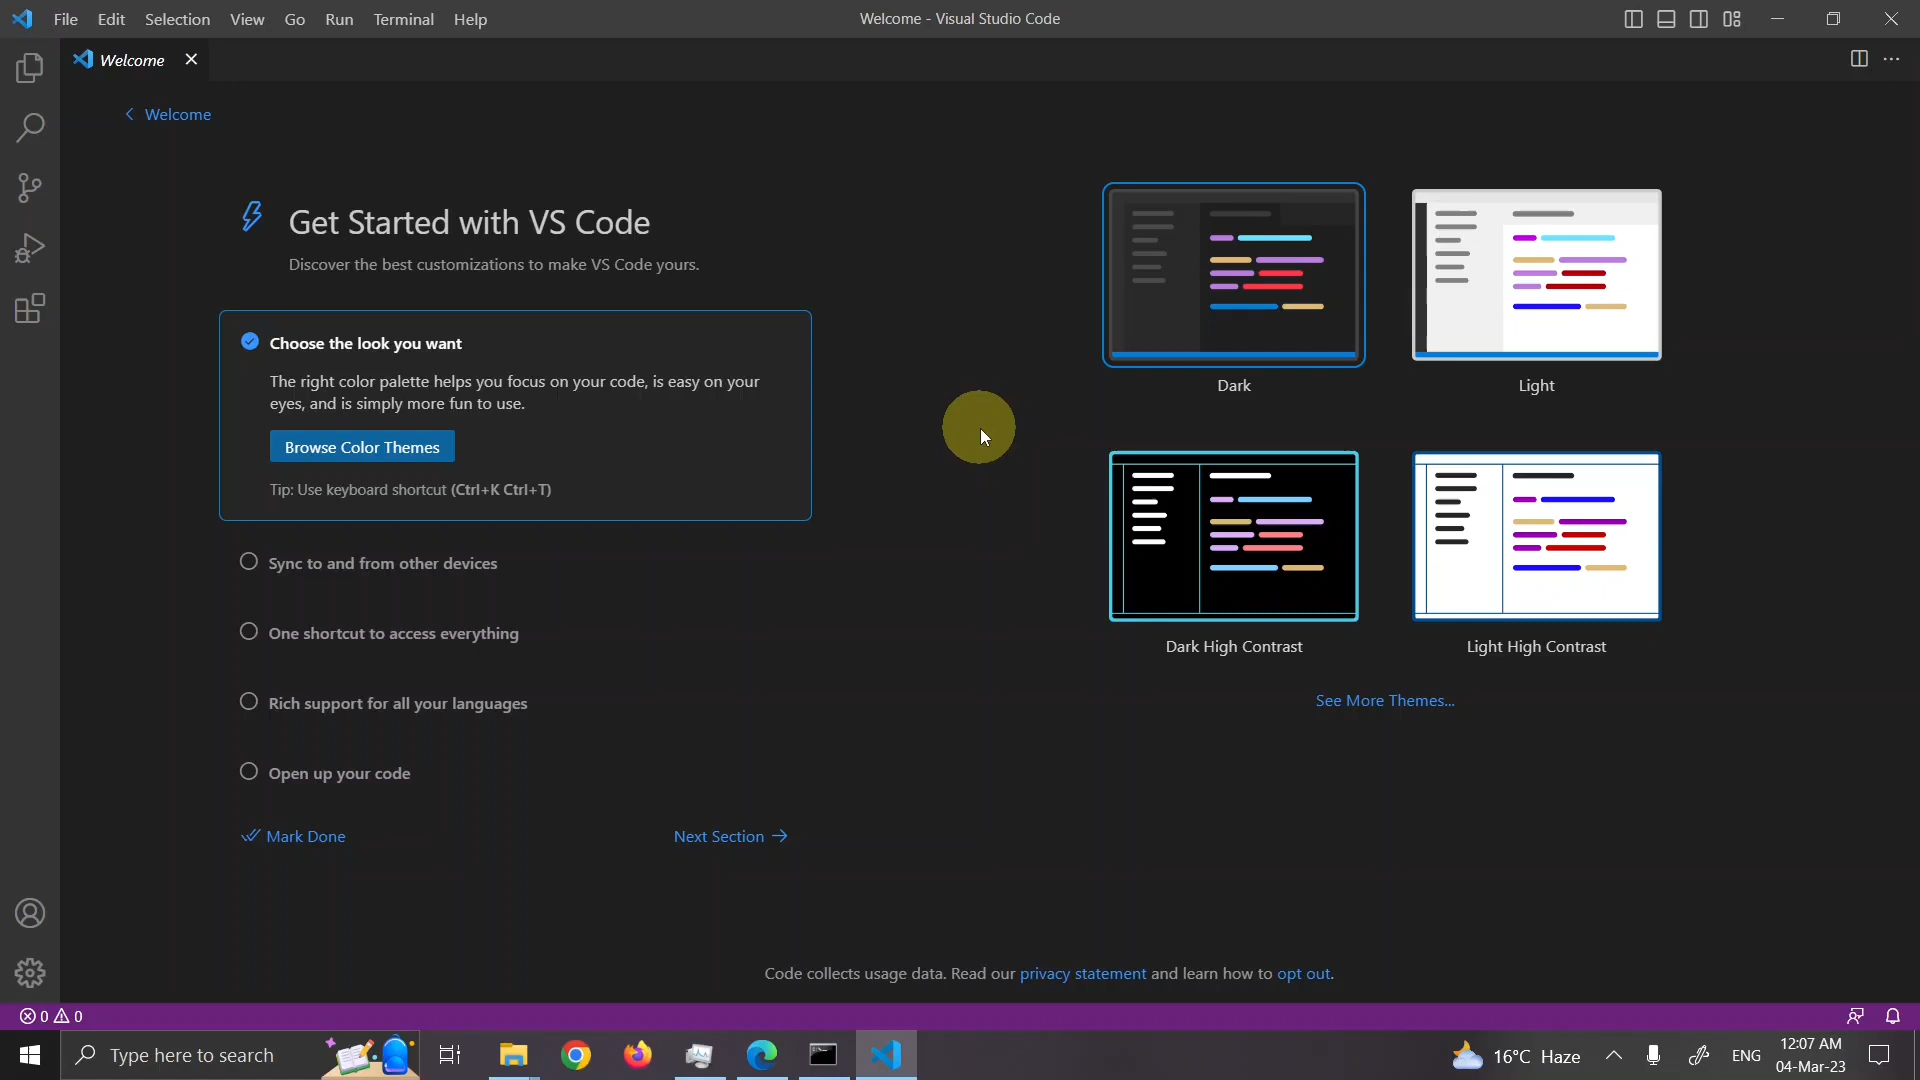 File Edit Selection View Go Run Terminal Help
Welcome - Visual Studio Code
Welcome
Welcome
Get Started with VS Code
Discover the best customizations to make VS Code yours.
Choose the look you want
The right color palette helps you focus on your code, is easy on your
eyes, and is simply more fun to use.
Browse Color Themes
Tip: Use keyboard shortcut (Ctrl+K Ctrl+T)
Sync to and from other devices
One shortcut to access everything
Rich support for all your languages
Open up your code
Mark Done
Next Section
Dark
Light
Dark High Contrast
Light High Contrast
See More Themes...
Code collects usage data. Read our privacy statement and learn how to opt out.
0 0
Type here to search
16°C Haze
ENG
12:07 AM
04-Mar-23